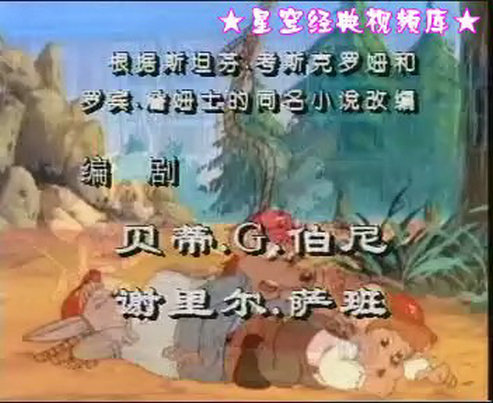 ★星空经典视频库★
根据斯坦芬.考斯克罗姆和
罗宾.詹姆士的同名小说改编
编 剧
贝蒂.G.伯尼
谢里尔.萨班